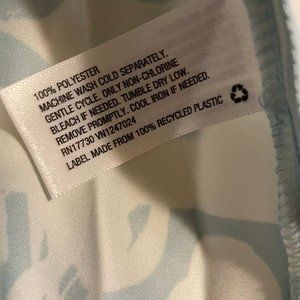 100% POLYESTER
MACHINE WASH COLD SEPARATELY.
GENTLE CYCLE. ONLY NON-CHLORINE
BLEACH IF NEEDED. TUMBLE DRY LOW.
REMOVE PROMPTLY. COOL IRON IF NEEDED.
RN17730 VN1247024
LABEL MADE FROM 100% RECYCLED PLASTIC